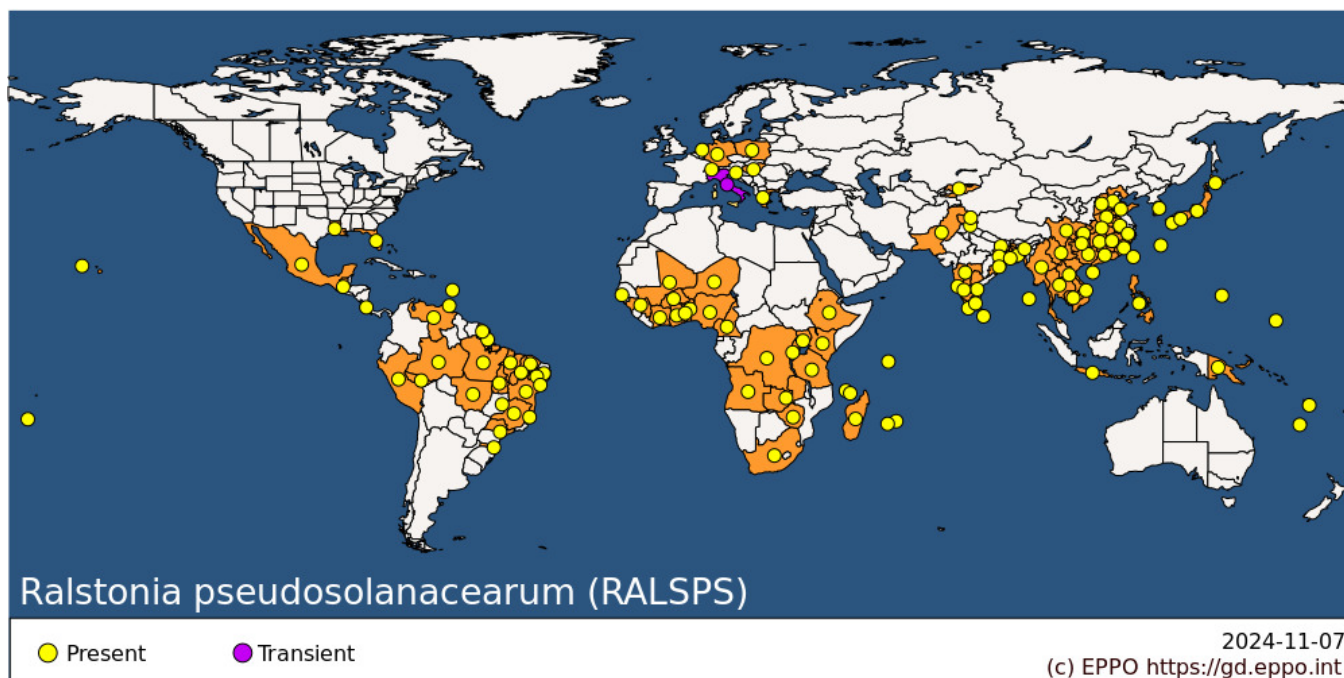 Ralstonia pseudosolanacearum (RALSPS)
Present
Transient
2024-11-07
(c) EPPO https://gd.eppo.int